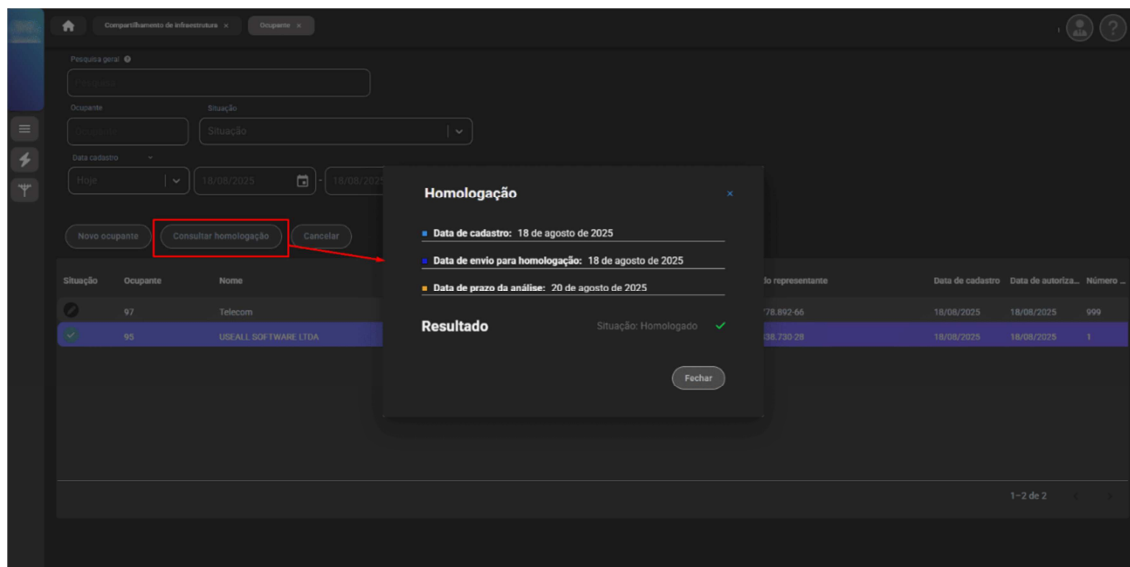 Compartilhamento de infraestrutura ×
Ocupante ×
Pesquisa geral
Pesquisar
Ocupante
Situação
Ocupante
Situação
Data cadastro
Hoje
18/08/2025
-
18/08/2025
Novo ocupante
Consultar homologação
Cancelar
Situação
Ocupante
Nome
do representante
Data de cadastro
Data de autoriza...
Número ...
97
Telecom
778.892-66
18/08/2025
18/08/2025
999
95
USEALL SOFTWARE LTDA
338.730-28
18/08/2025
18/08/2025
1
1–2 de 2
Homologação
×
Data de cadastro: 18 de agosto de 2025
Data de envio para homologação: 18 de agosto de 2025
Data de prazo da análise: 20 de agosto de 2025
Resultado
Situação: Homologado
Fechar